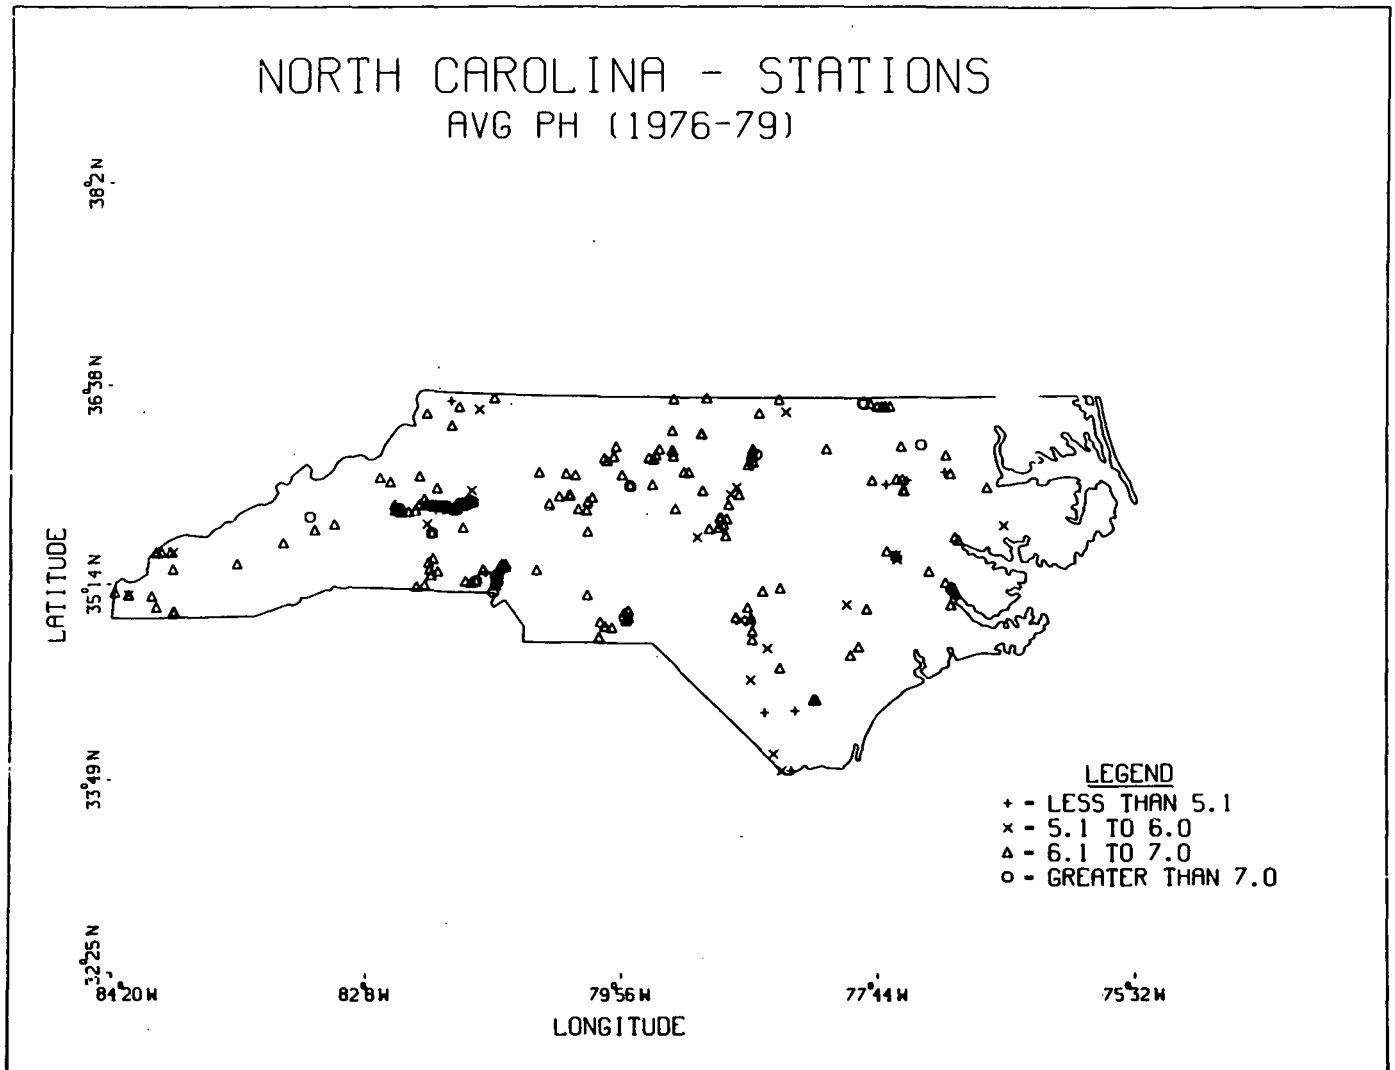 NORTH CAROLINA - STATIONS
AVG PH (1976-79)
38°2 N
36°38 N
35°14 N
33°49 N
32°25 N
LATITUDE
84°20 W
82°8 W
79°56 W
77°44 W
75°32 W
LONGITUDE
LEGEND
+ - LESS THAN 5.1
× - 5.1 TO 6.0
△ - 6.1 TO 7.0
○ - GREATER THAN 7.0